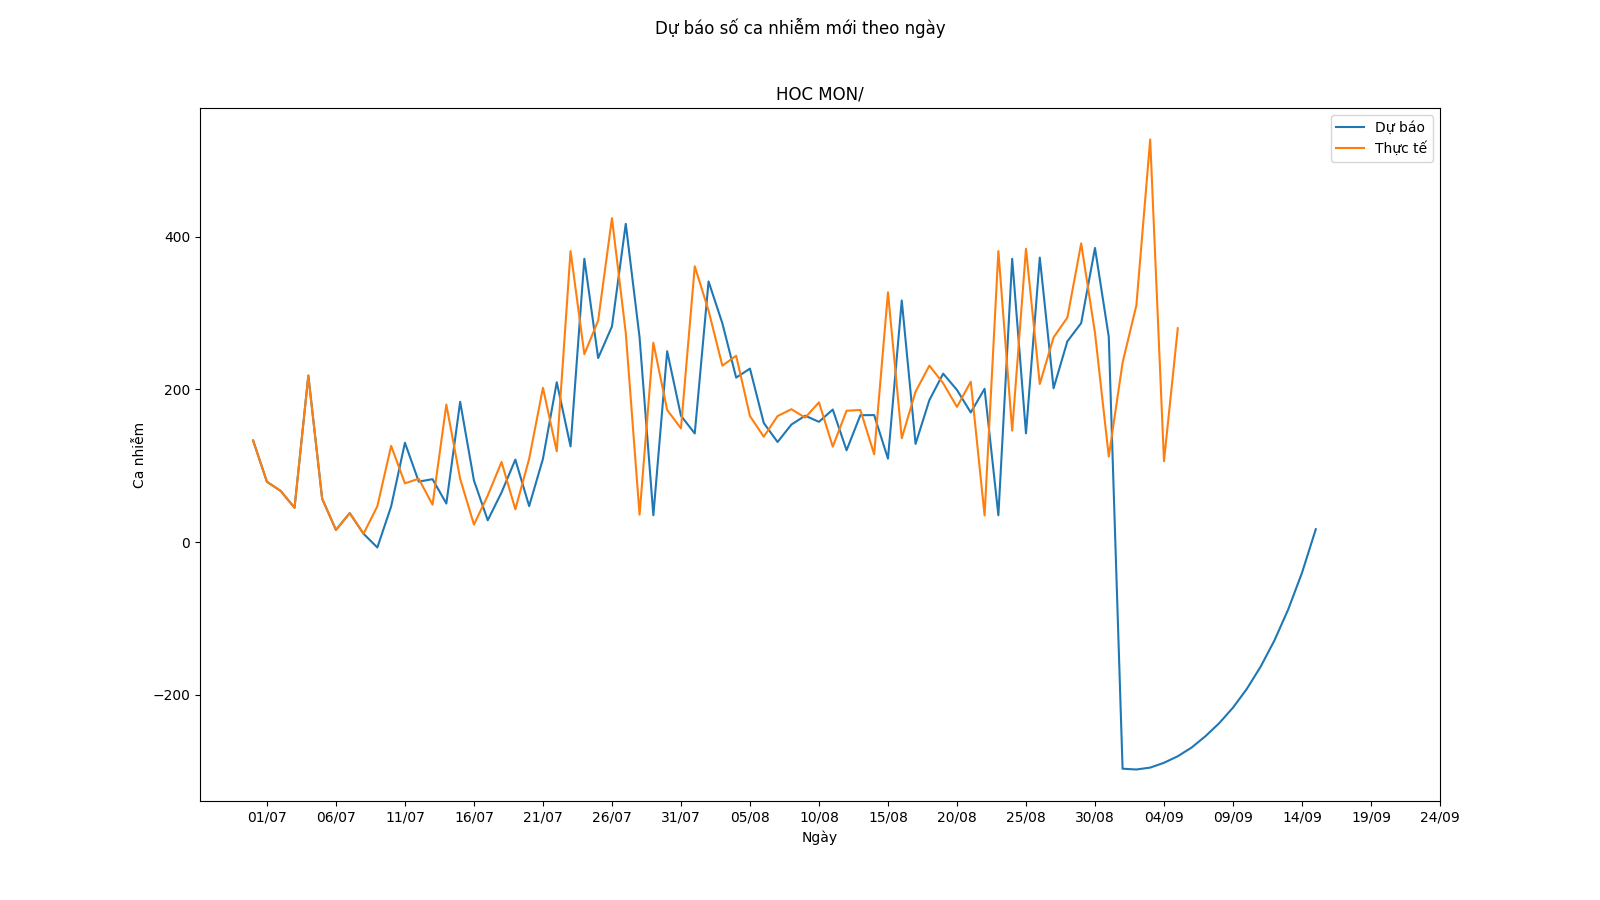 Dự báo số ca nhiễm mới theo ngày
HOC MON/
Dự báo
Thực tế
Ca nhiễm
400
200
0
−200
01/07 06/07 11/07 16/07 21/07 26/07 31/07 05/08 10/08 15/08 20/08 25/08 30/08 04/09 09/09 14/09 19/09 24/09
Ngày